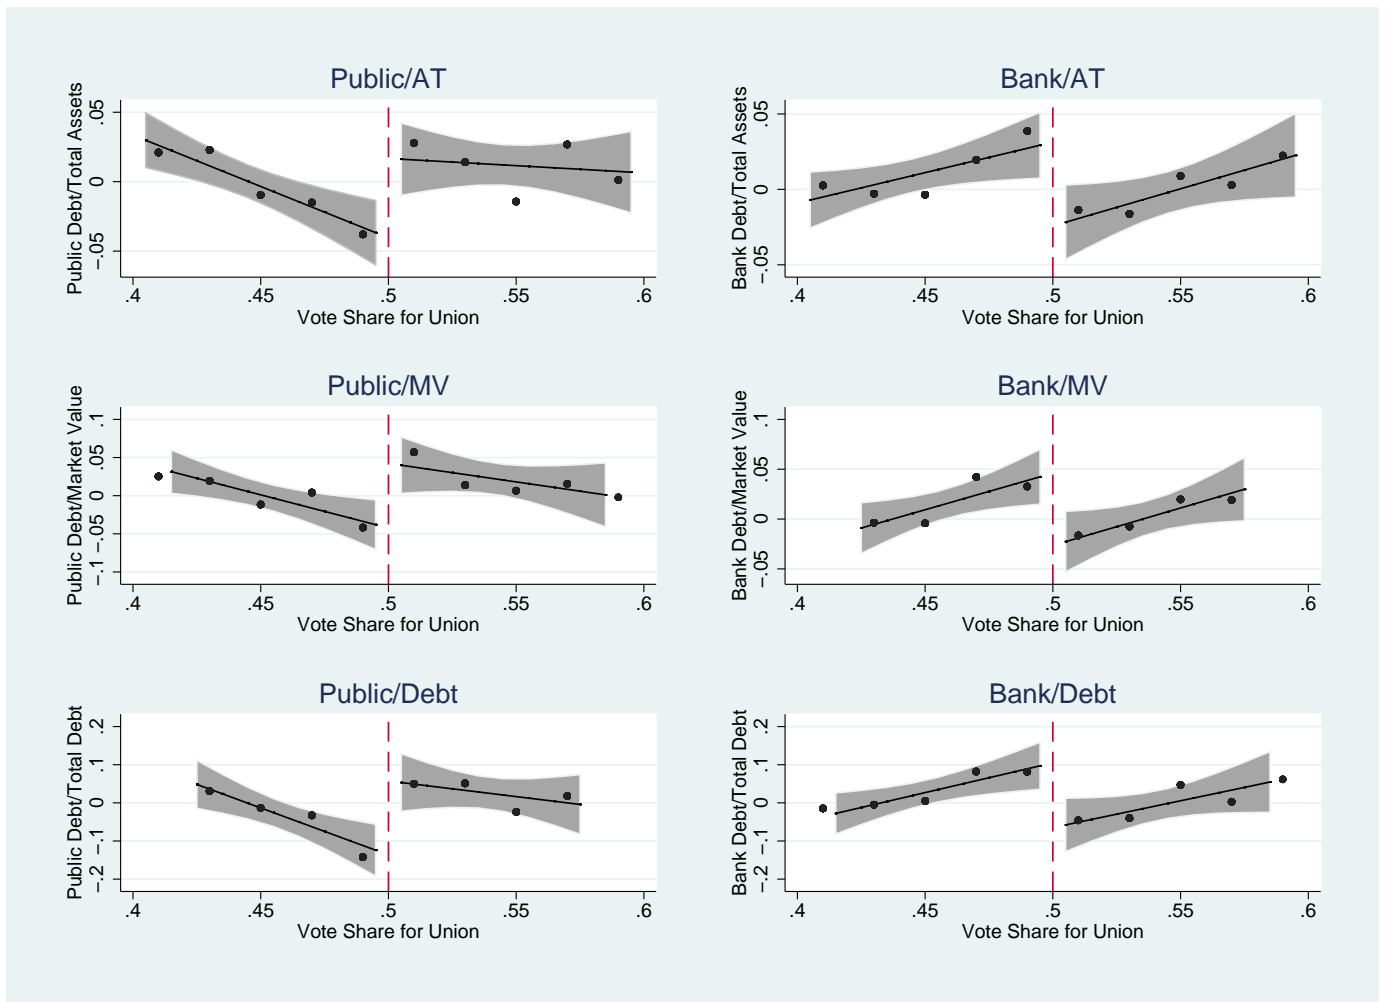 Public/AT
Public Debt/Total Assets
.05
0
−.05
.4 .45 .5 .55 .6
Vote Share for Union
Bank/AT
Bank Debt/Total Assets
.05
0
−.05
.4 .45 .5 .55 .6
Vote Share for Union
Public/MV
Public Debt/Market Value
.1
.05
0
−.05
−.1
.4 .45 .5 .55 .6
Vote Share for Union
Bank/MV
Bank Debt/Market Value
.1
.05
0
−.05
.4 .45 .5 .55 .6
Vote Share for Union
Public/Debt
Public Debt/Total Debt
.2
.1
0
−.1
−.2
.4 .45 .5 .55 .6
Vote Share for Union
Bank/Debt
Bank Debt/Total Debt
.2
.1
0
−.1
−.2
.4 .45 .5 .55 .6
Vote Share for Union